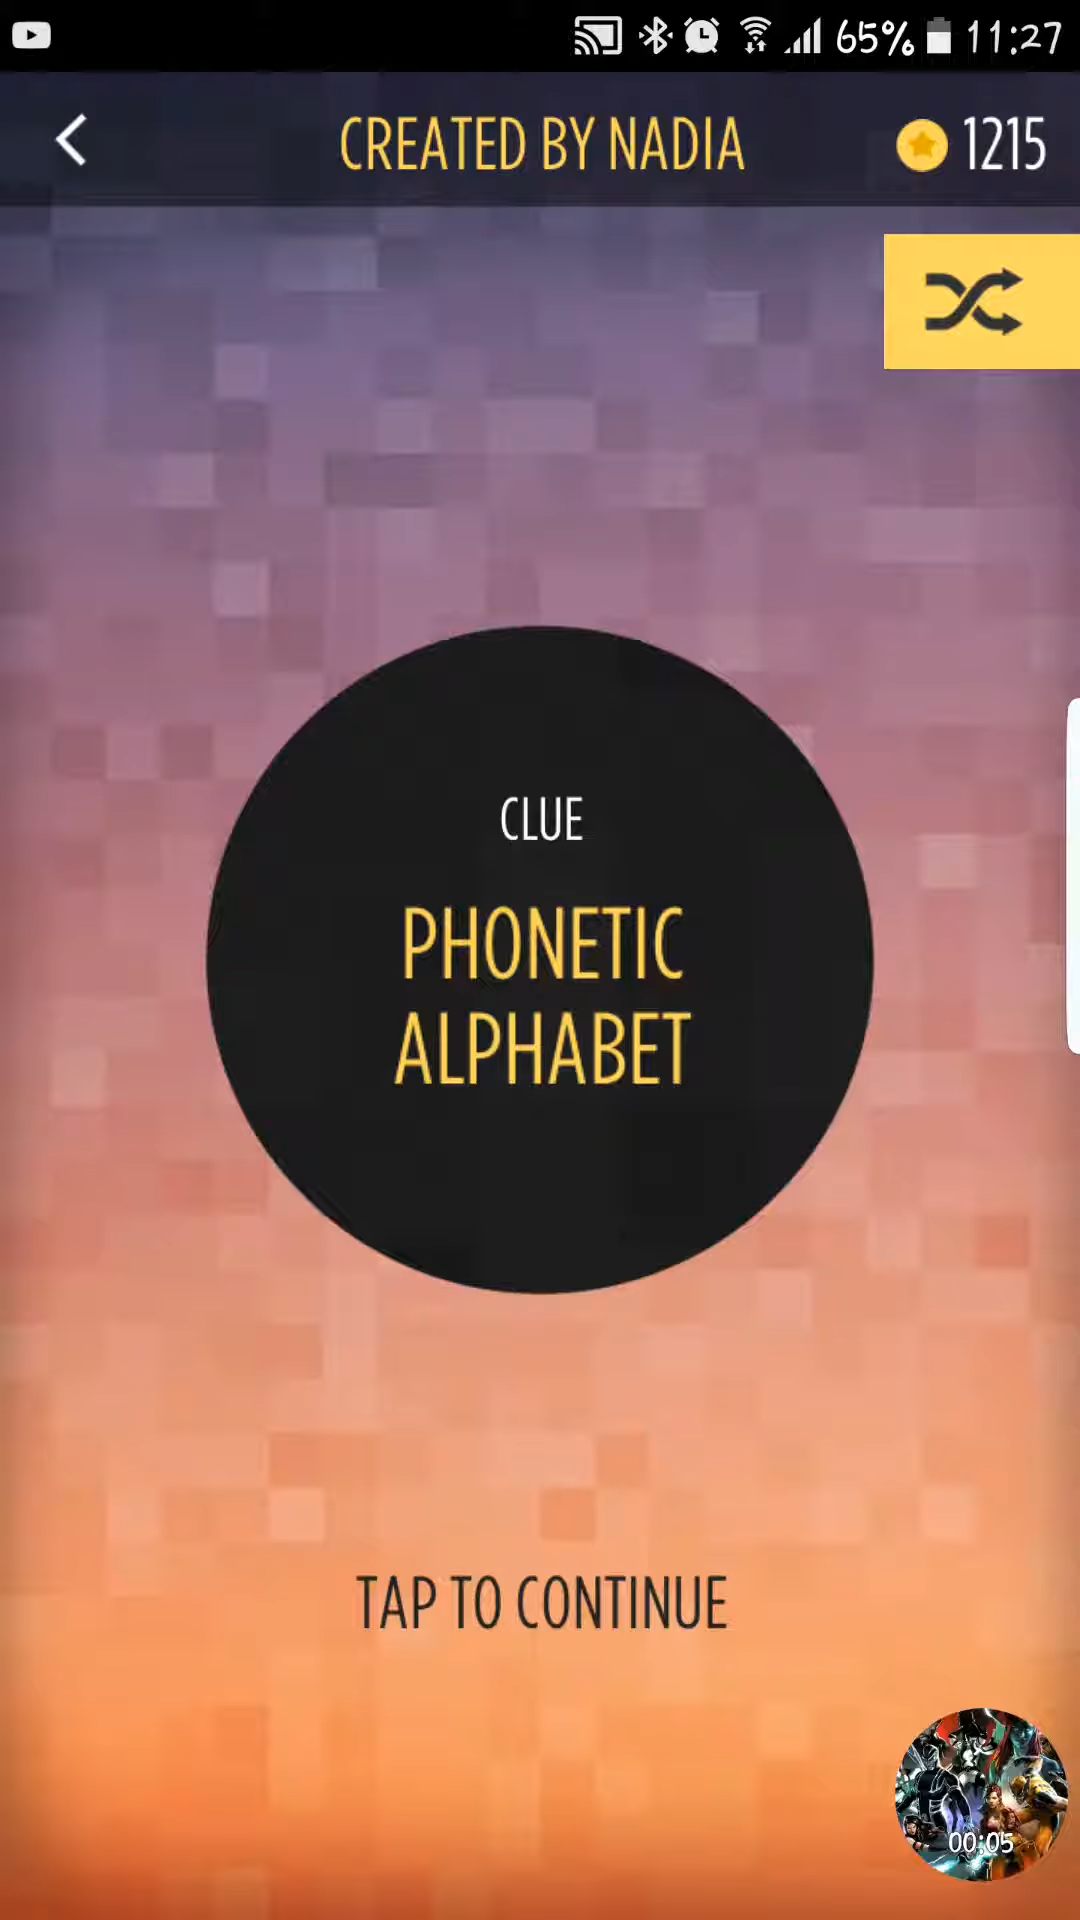 65% 11:27
CREATED BY NADIA 1215
CLUE
PHONETIC
ALPHABET
TAP TO CONTINUE
00:05